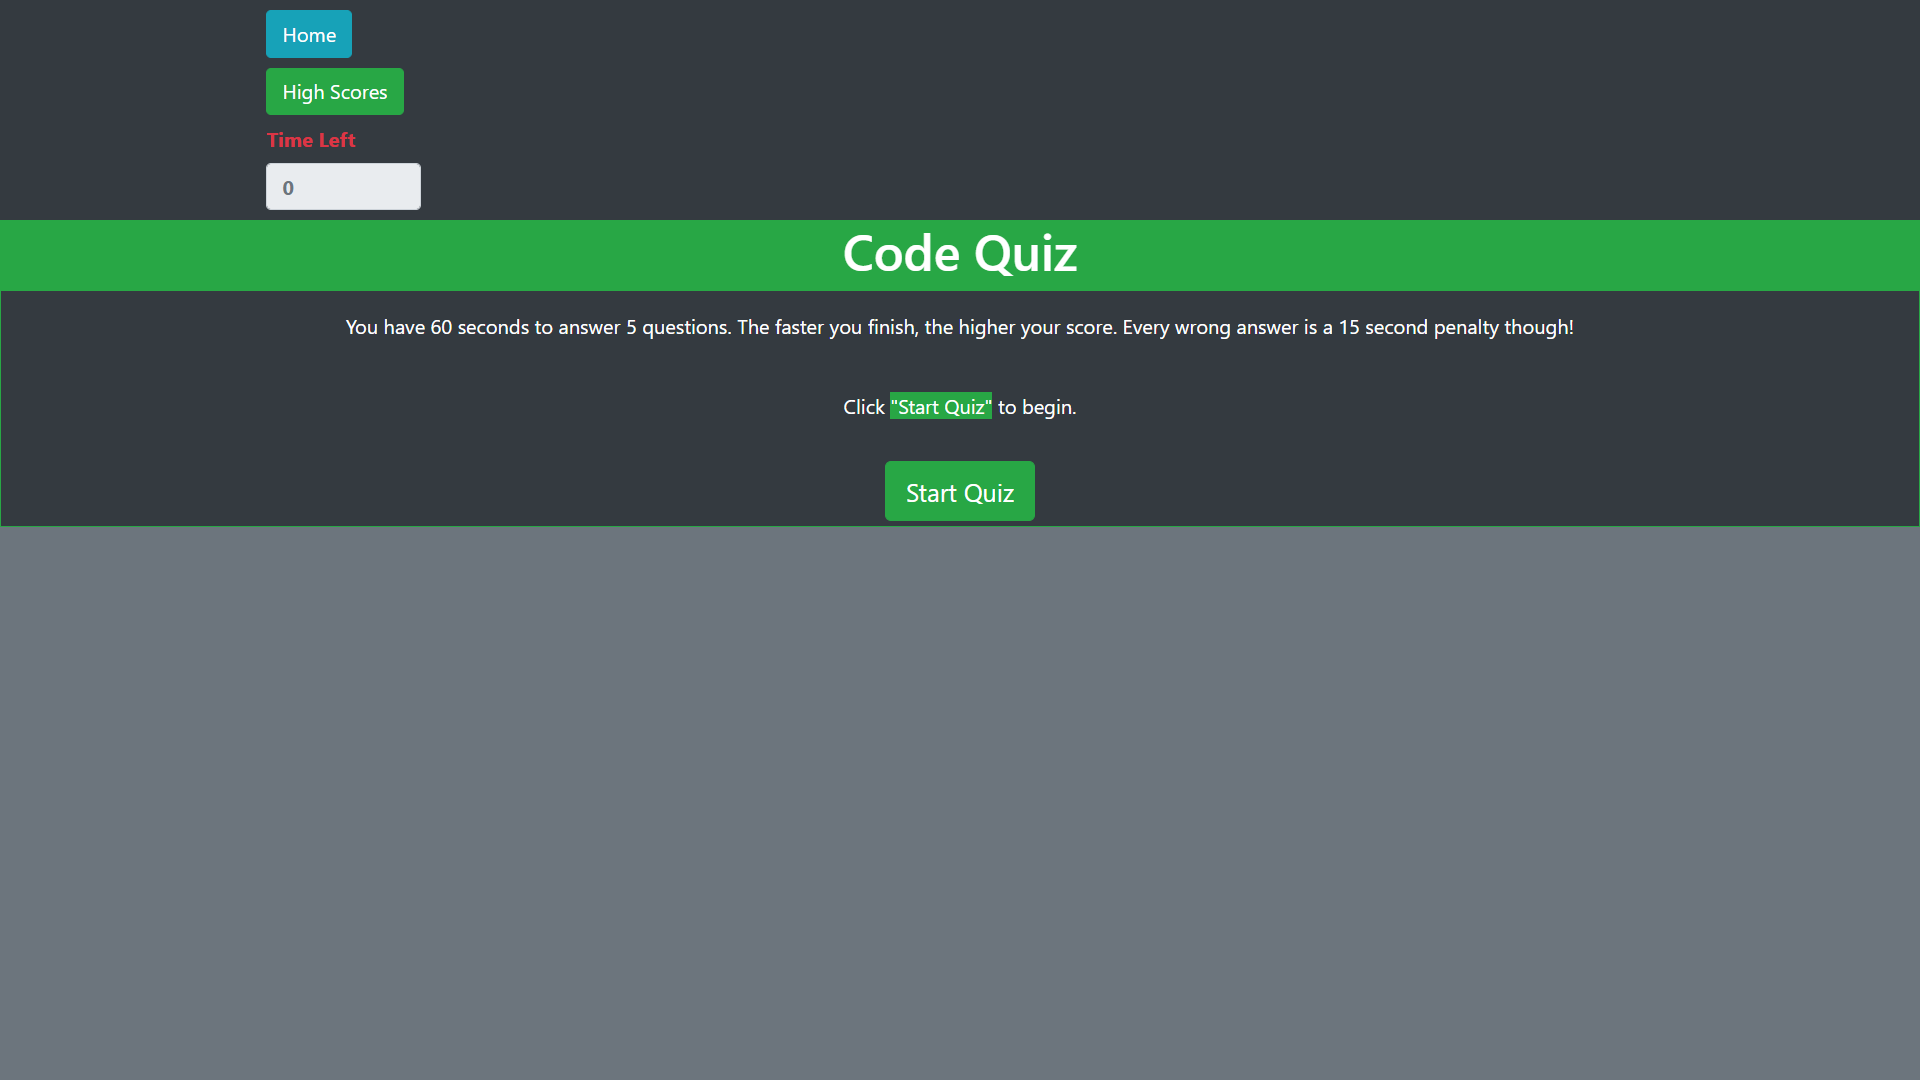 Home
High Scores
Time Left
0
Code Quiz
You have 60 seconds to answer 5 questions. The faster you finish, the higher your score. Every wrong answer is a 15 second penalty though!
Click "Start Quiz" to begin.
Start Quiz